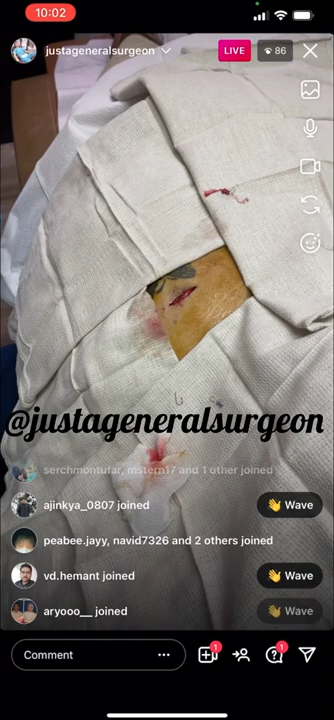 10:02
justageneralsurgeon
LIVE
86
@justageneralsurgeon
serchmontufar, mstern17 and 1 other joined
ajinkya_0807 joined
Wave
peabee.jayy, navid7326 and 2 others joined
vd.hemant joined
Wave
aryooo__ joined
Wave
Comment
1
1